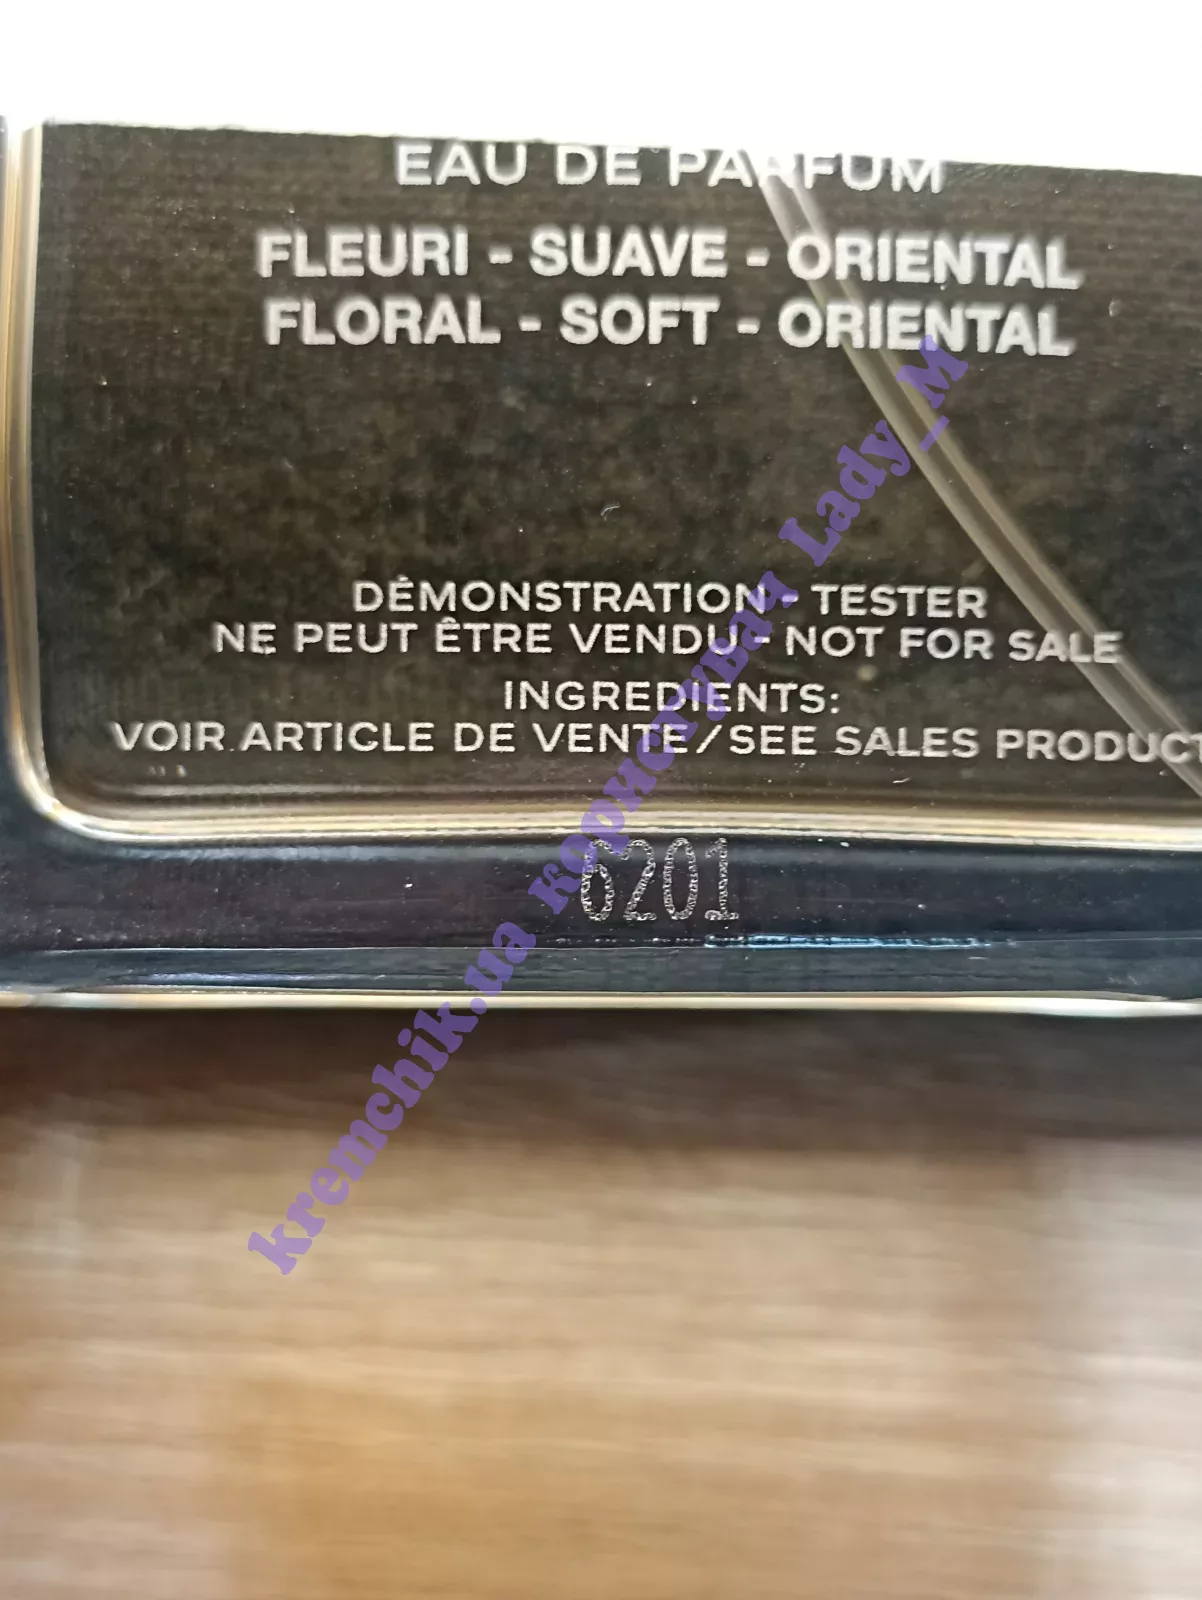 EAU DE PARFUM
FLEURI - SUAVE - ORIENTAL
FLORAL - SOFT - ORIENTAL
DÉMONSTRATION - TESTER
NE PEUT ÊTRE VENDU - NOT FOR SALE
INGREDIENTS:
VOIR ARTICLE DE VENTE/SEE SALES PRODUCT
6201
kremchik.ua користувач Lady_M